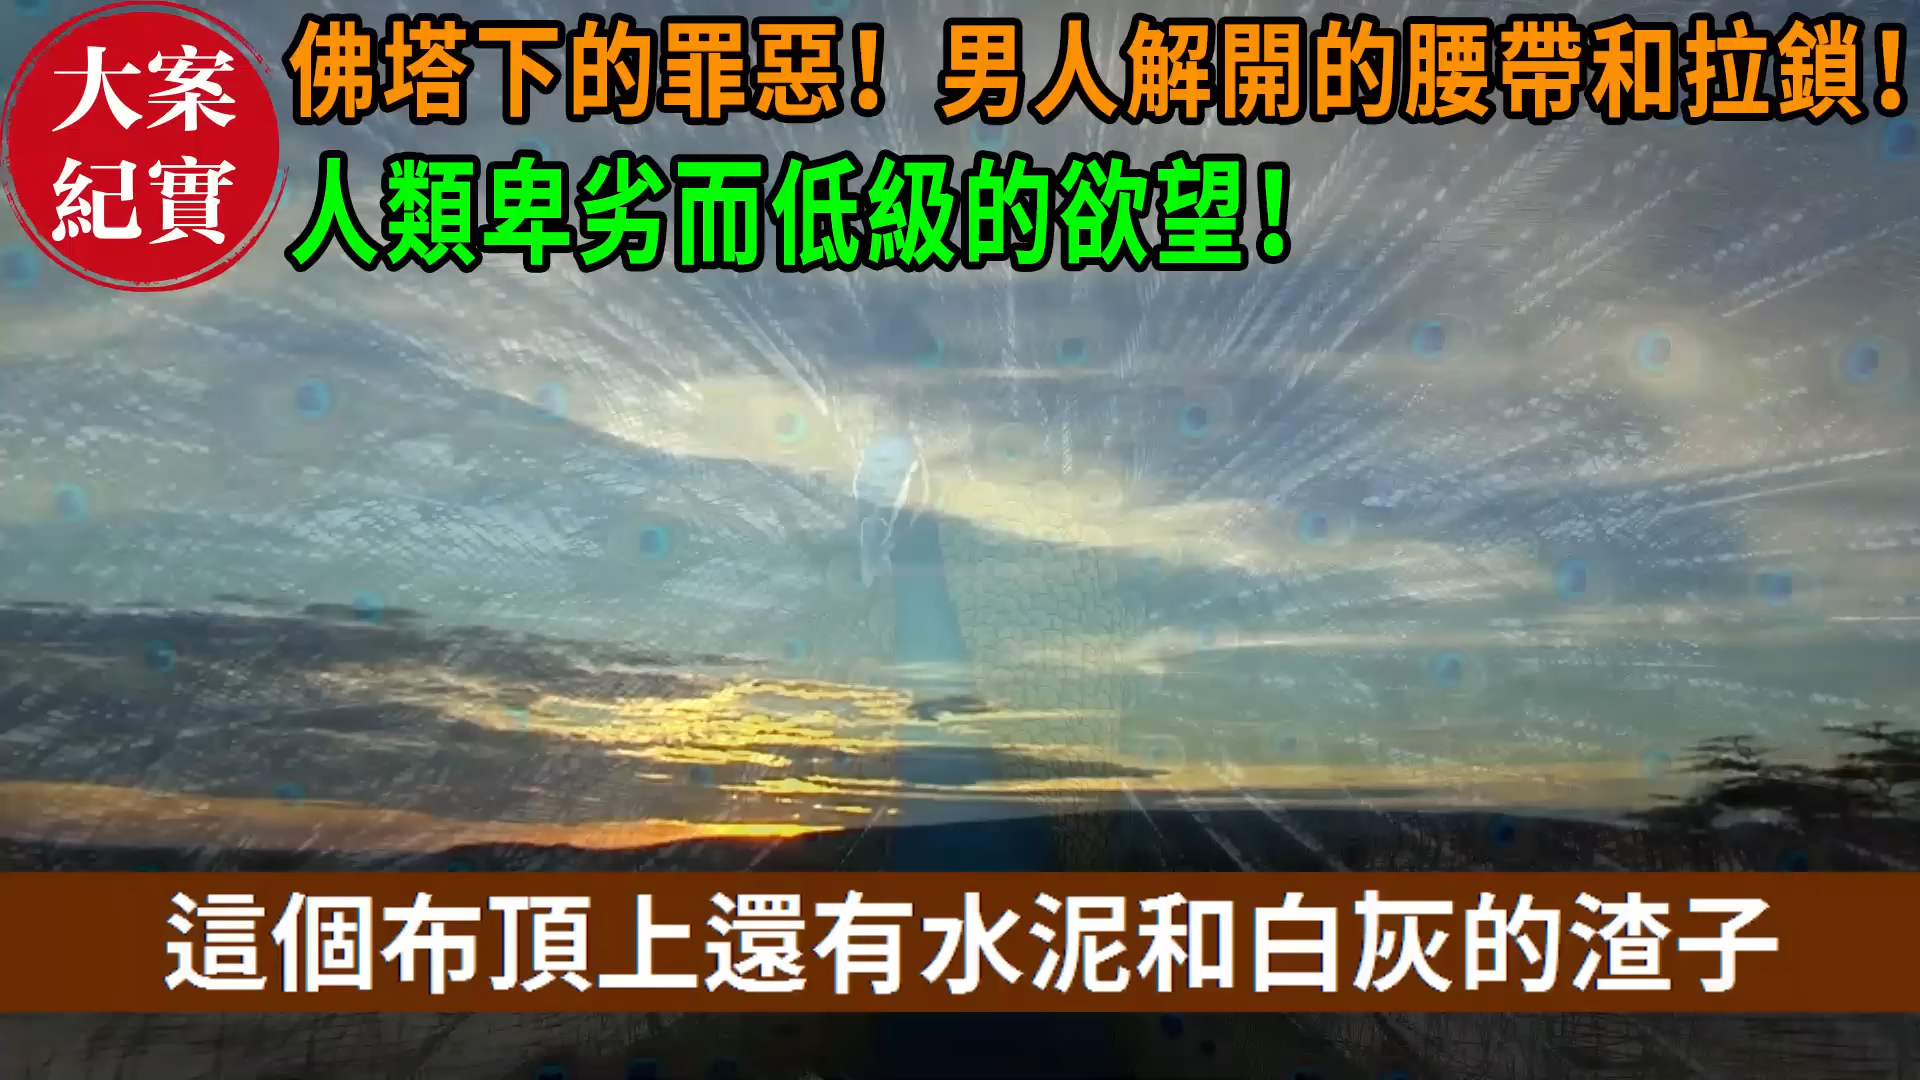 大案
紀實
佛塔下的罪惡！男人解開的腰帶和拉鎖！
人類卑劣而低級的欲望！
這個布頂上還有水泥和白灰的渣子